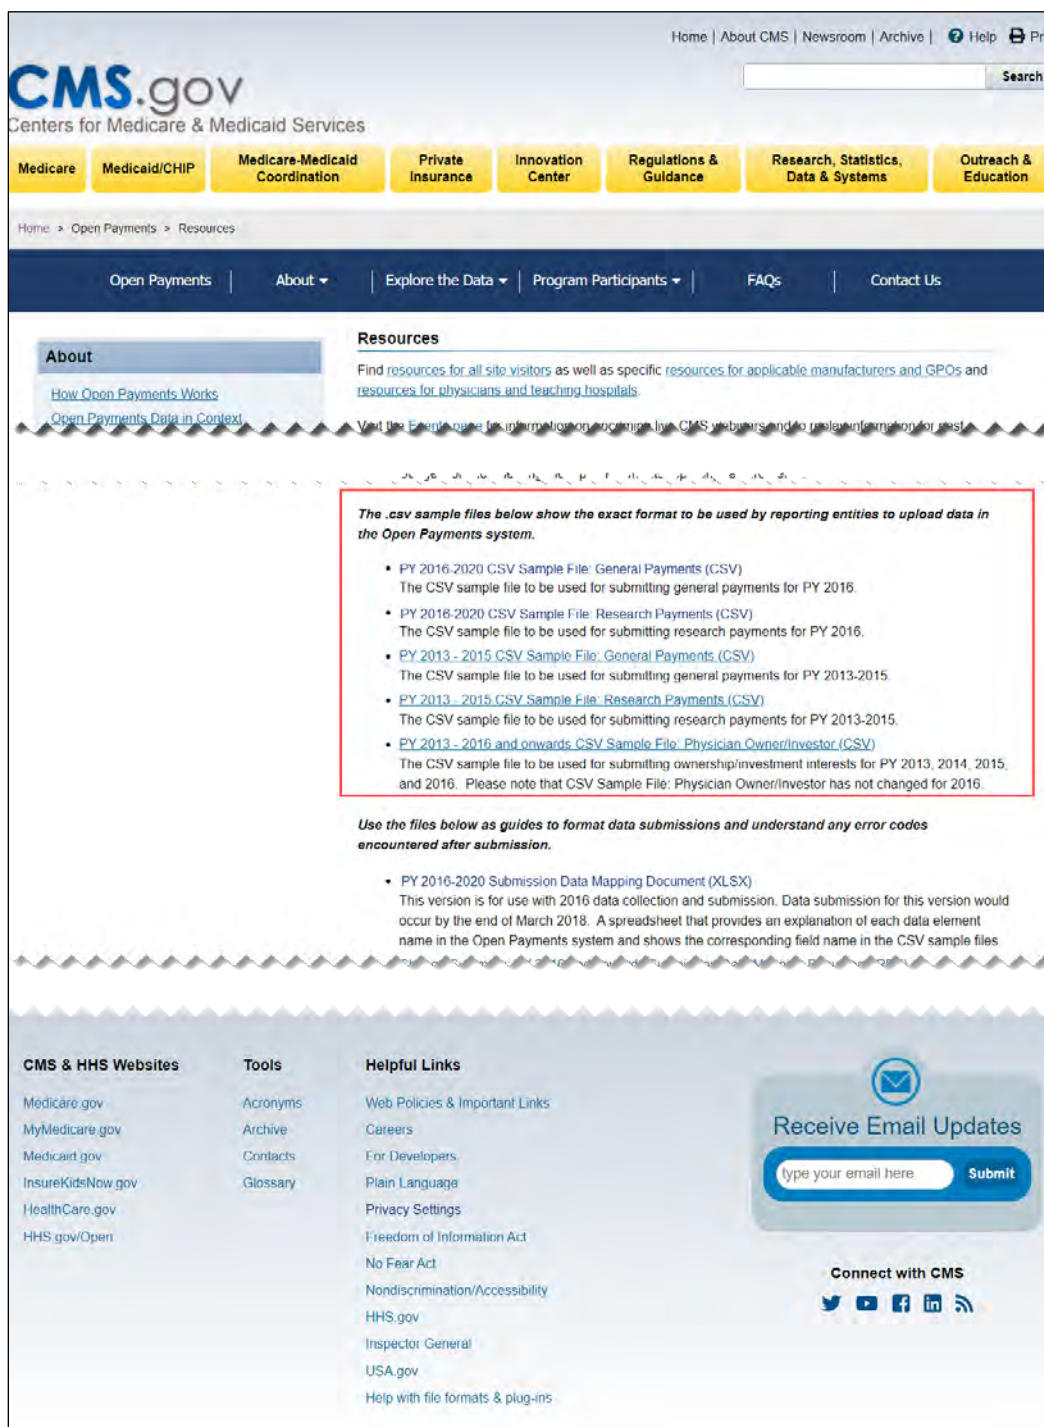 Home | About CMS | Newsroom | Archive | Help Pr
Search
CMS.gov
Centers for Medicare & Medicaid Services
Medicare
Medicaid/CHIP
Medicare-Medicaid
Coordination
Private
Insurance
Innovation
Center
Regulations &
Guidance
Research, Statistics,
Data & Systems
Outreach &
Education
Home > Open Payments > Resources
Open Payments | About | Explore the Data | Program Participants | FAQs | Contact Us
About
How Open Payments Works
Open Payments Data in Context
Resources
Find resources for all site visitors as well as specific resources for applicable manufacturers and GPOs and
resources for physicians and teaching hospitals.
Visit the Events page for information on upcoming live CMS webinars and to replay information for past
The .csv sample files below show the exact format to be used by reporting entities to upload data in
the Open Payments system.
• PY 2016-2020 CSV Sample File: General Payments (CSV)
The CSV sample file to be used for submitting general payments for PY 2016.
• PY 2016-2020 CSV Sample File: Research Payments (CSV)
The CSV sample file to be used for submitting research payments for PY 2016.
• PY 2013 - 2015 CSV Sample File: General Payments (CSV)
The CSV sample file to be used for submitting general payments for PY 2013-2015.
• PY 2013 - 2015 CSV Sample File: Research Payments (CSV)
The CSV sample file to be used for submitting research payments for PY 2013-2015.
• PY 2013 - 2016 and onwards CSV Sample File: Physician Owner/Investor (CSV)
The CSV sample file to be used for submitting ownership/investment interests for PY 2013, 2014, 2015,
and 2016. Please note that CSV Sample File: Physician Owner/Investor has not changed for 2016.
Use the files below as guides to format data submissions and understand any error codes
encountered after submission.
• PY 2016-2020 Submission Data Mapping Document (XLSX)
This version is for use with 2016 data collection and submission. Data submission for this version would
occur by the end of March 2018. A spreadsheet that provides an explanation of each data element
name in the Open Payments system and shows the corresponding field name in the CSV sample files
CMS & HHS Websites
Medicare.gov
MyMedicare.gov
Medicaid.gov
InsureKidsNow.gov
HealthCare.gov
HHS.gov/Open
Tools
Acronyms
Archive
Contacts
Glossary
Helpful Links
Web Policies & Important Links
Careers
For Developers
Plain Language
Privacy Settings
Freedom of Information Act
No Fear Act
Nondiscrimination/Accessibility
HHS.gov
Inspector General
USA.gov
Help with file formats & plug-ins
Receive Email Updates
type your email here
Submit
Connect with CMS